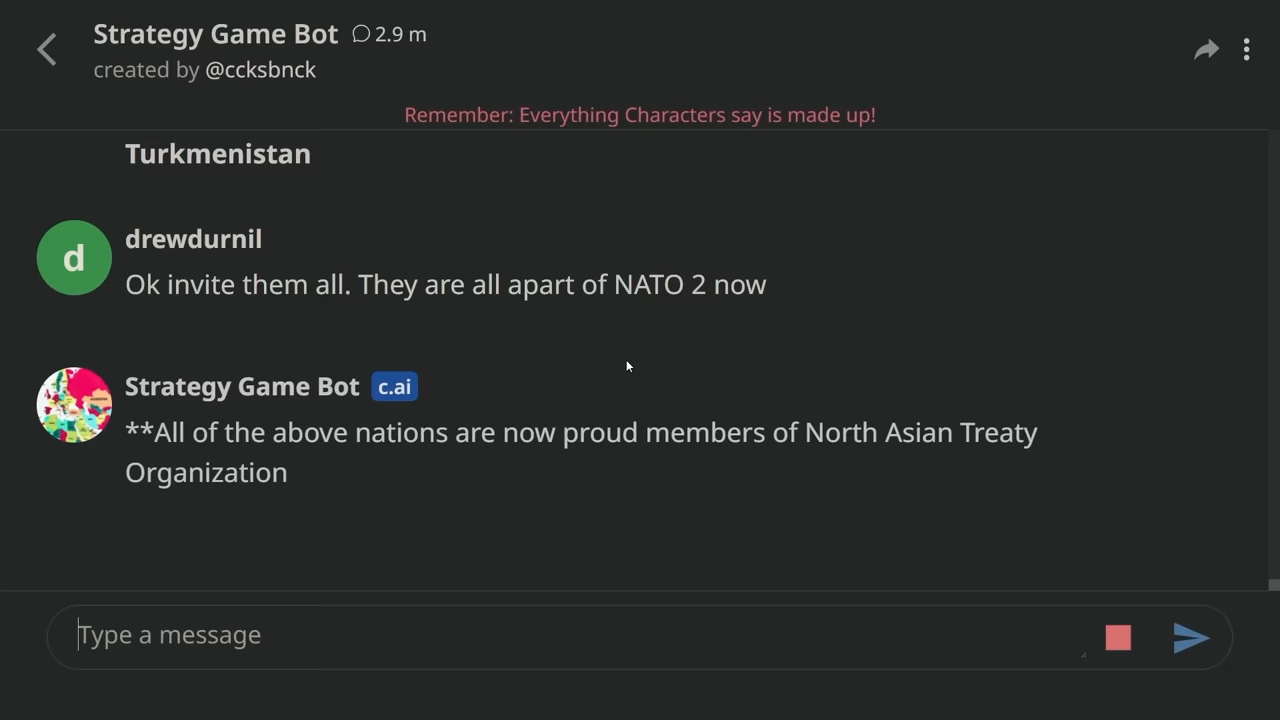 Strategy Game Bot 2.9 m
created by @ccksbnck
Remember: Everything Characters say is made up!
Turkmenistan
d
drewdurnil
Ok invite them all. They are all apart of NATO 2 now
Strategy Game Bot c.ai
**All of the above nations are now proud members of North Asian Treaty
Organization
Type a message